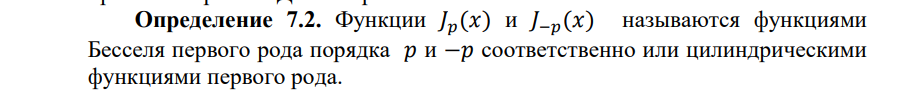 Определение 7.2. Функции J_p(x) и J_{−p}(x) называются функциями
Бесселя первого рода порядка p и −p соответственно или цилиндрическими
функциями первого рода.